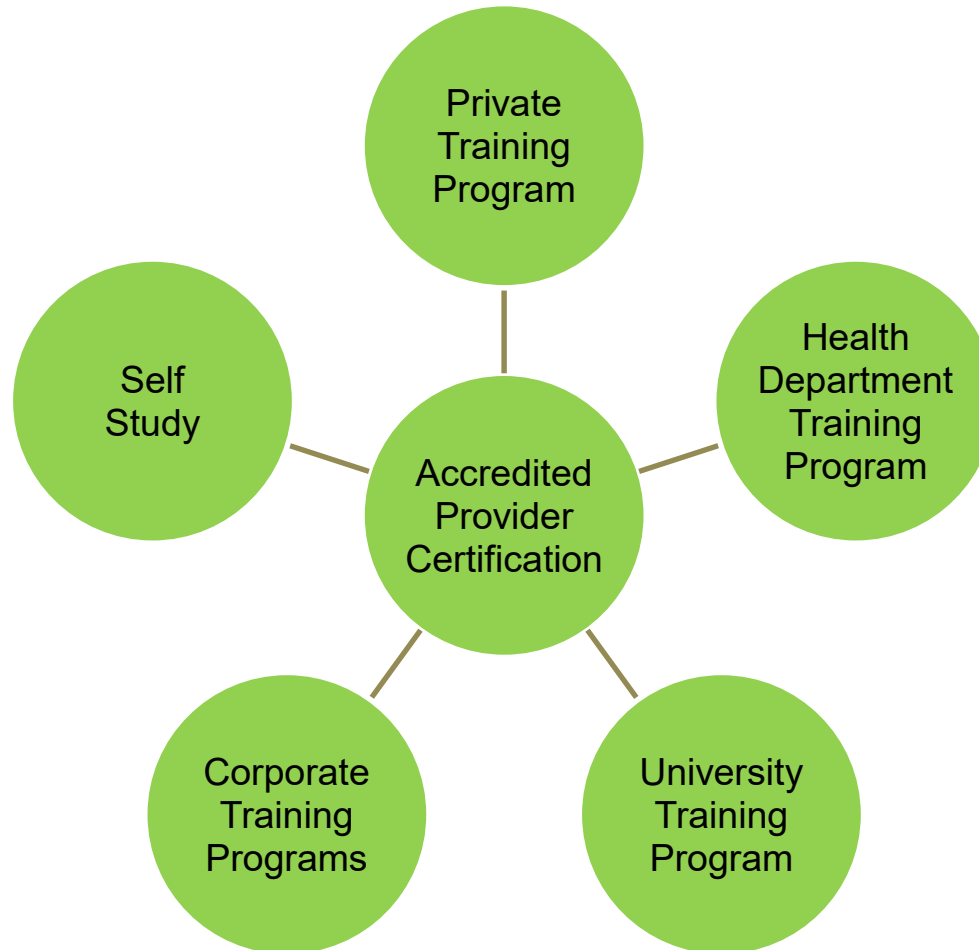 Private
Training
Program
Health
Department
Training
Program
Self
Study
Accredited
Provider
Certification
Corporate
Training
Programs
University
Training
Program